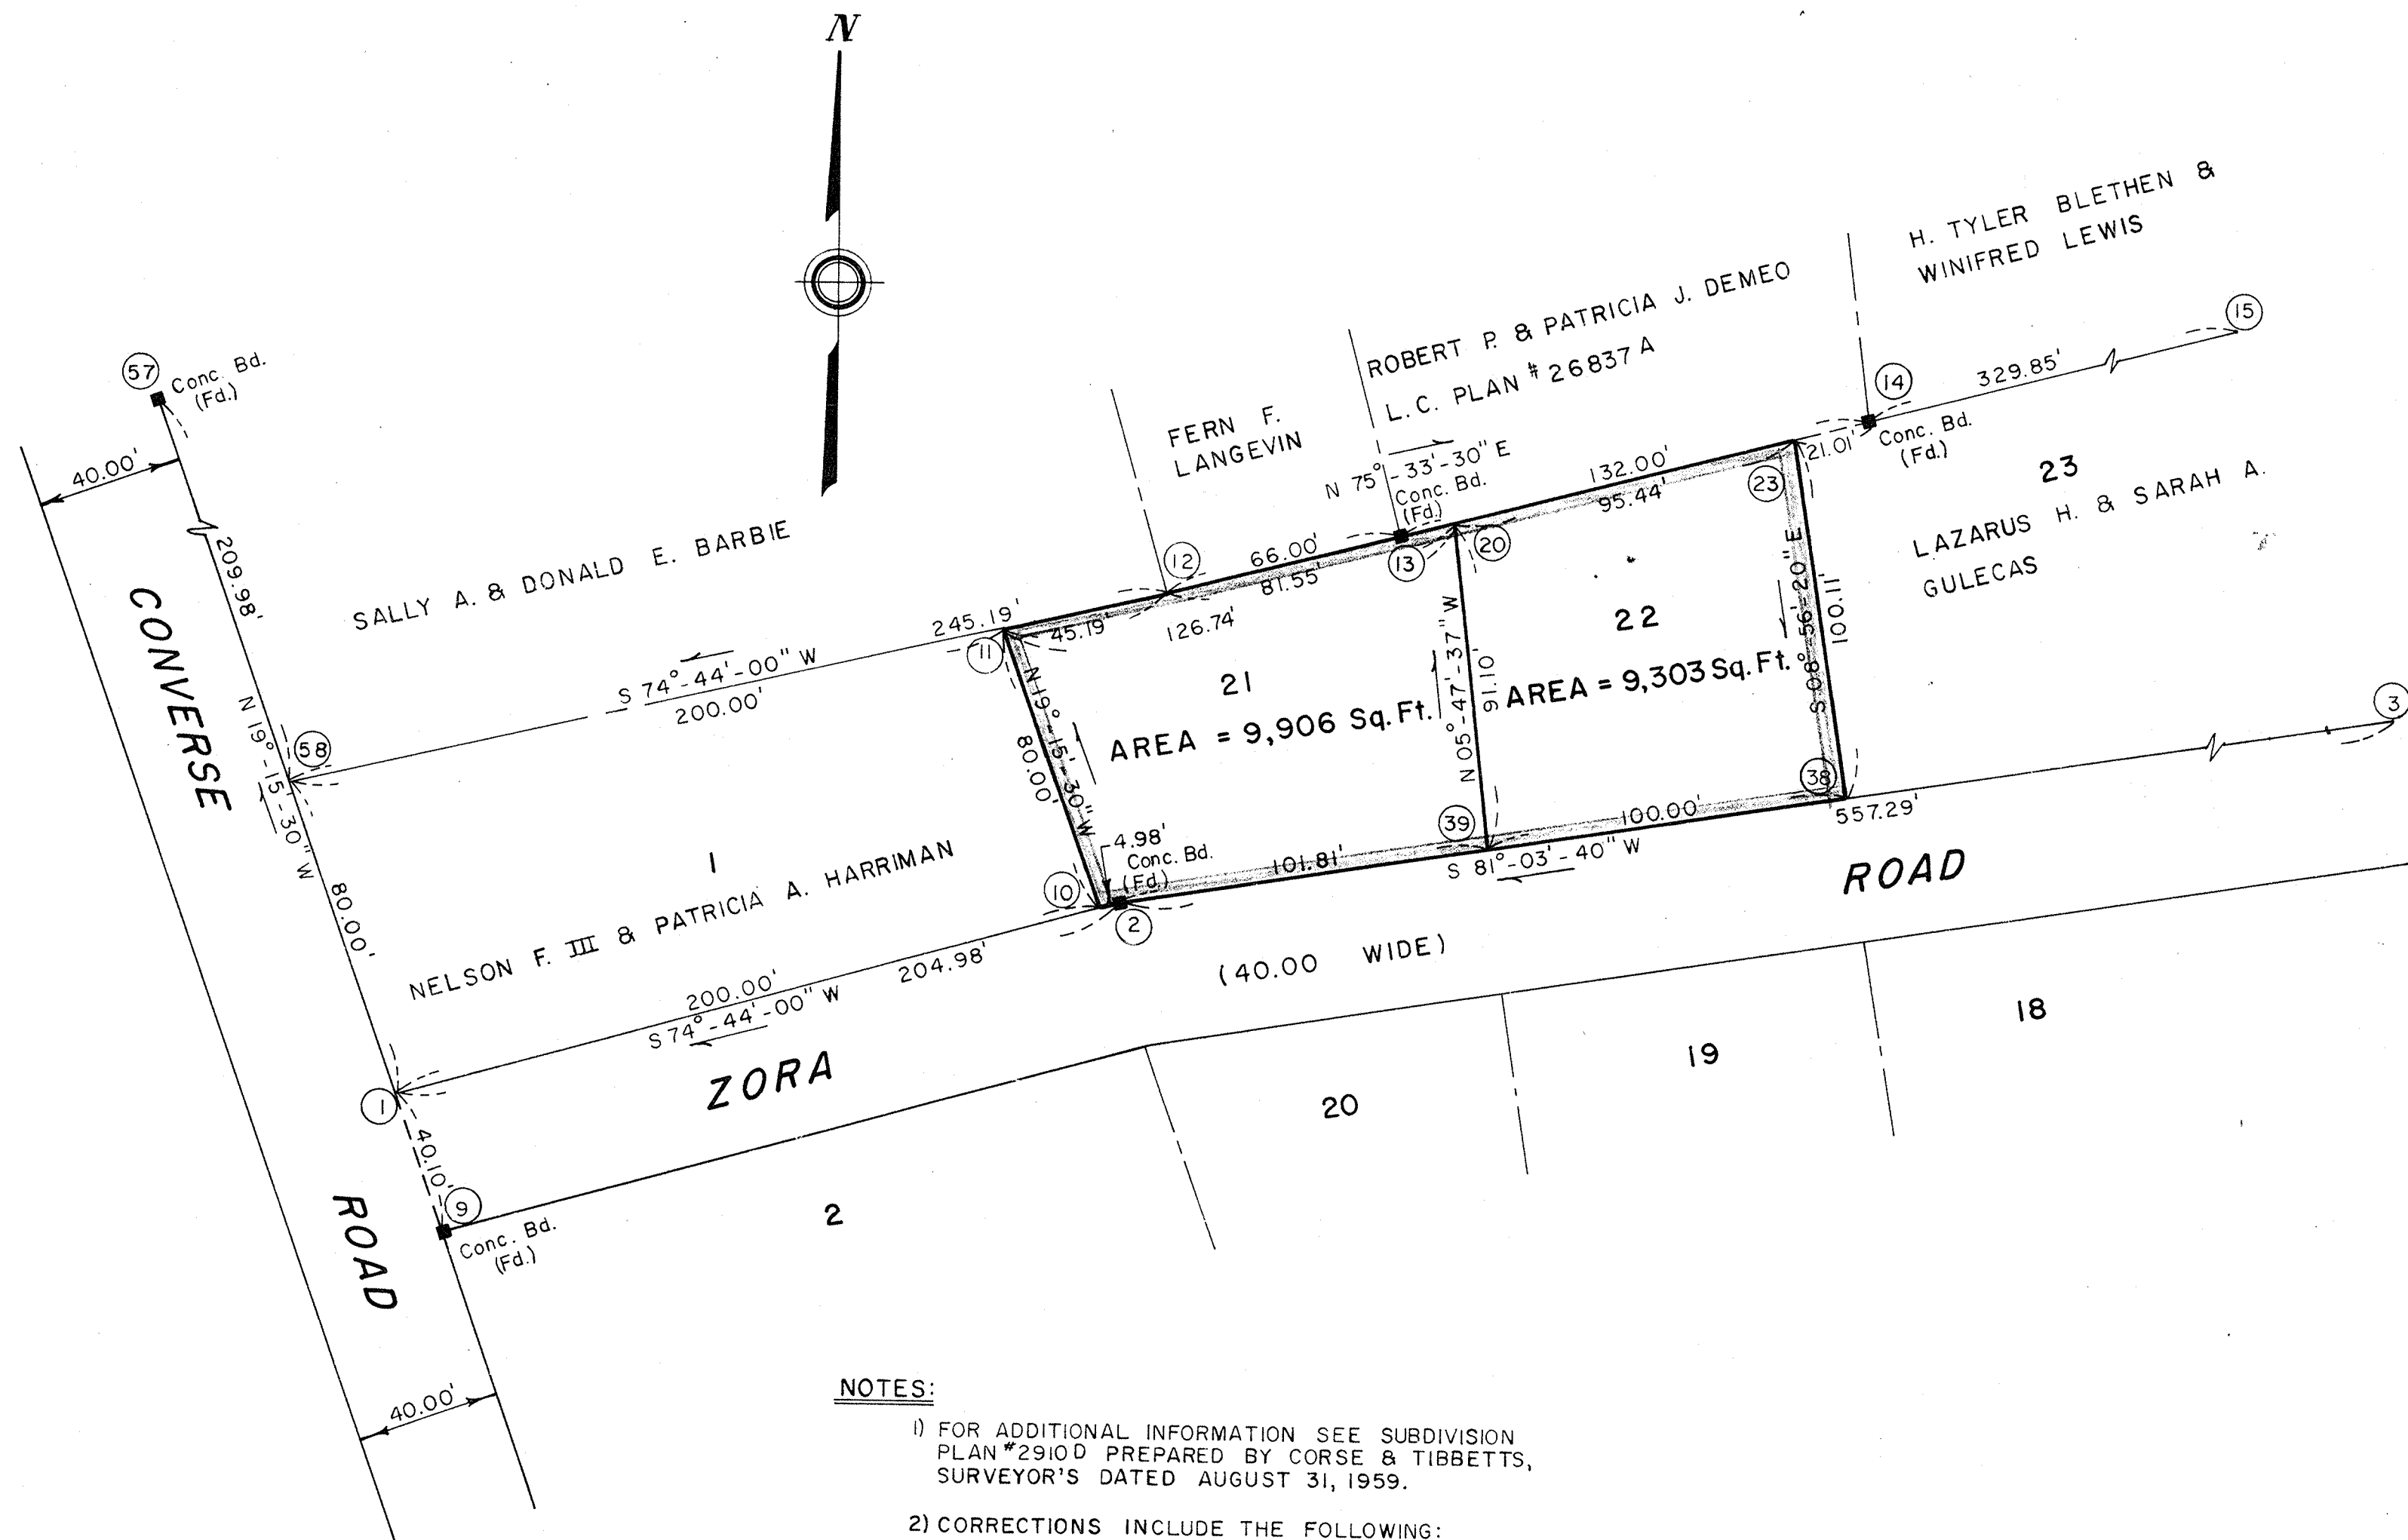 N
57
Conc. Bd.
(Fd.)
40.00'
209.98'
CONVERSE
ROAD
SALLY A. & DONALD E. BARBIE
FERN F.
LANGEVIN
ROBERT P. & PATRICIA J. DEMEO
L.C. PLAN #26837 A
H. TYLER BLETHEN &
WINIFRED LEWIS
15
14
329.85'
Conc. Bd.
(Fd.)
21.01'
23
LAZARUS H. & SARAH A.
GULECAS
N 75°-33'-30" E
Conc. Bd.
(Fd.)
132.00'
95.44'
23
12
66.00'
81.55'
13
20
245.19'
45.19'
126.74'
11
S 74°-44'-00" W
200.00'
58
N 19°-15'-30" W
80.00'
N 19°-15'-30" W
80.00'
21
AREA = 9,906 Sq. Ft.
N 05°-47'-37" W
91.10'
22
AREA = 9,303 Sq. Ft.
S 08°-56'-20" E
100.11'
3
38
557.29'
39
100.00'
101.81'
S 81°-03'-40" W
4.98'
Conc. Bd.
(Fd.)
10
2
1
NELSON F. III & PATRICIA A. HARRIMAN
200.00'
204.98'
S 74°-44'-00" W
(40.00 WIDE)
ZORA
ROAD
1
40.10'
9
Conc. Bd.
(Fd.)
2
20
19
18
40.00'
NOTES:
1) FOR ADDITIONAL INFORMATION SEE SUBDIVISION
PLAN #2910D PREPARED BY CORSE & TIBBETTS,
SURVEYOR'S DATED AUGUST 31, 1959.
2) CORRECTIONS INCLUDE THE FOLLOWING: